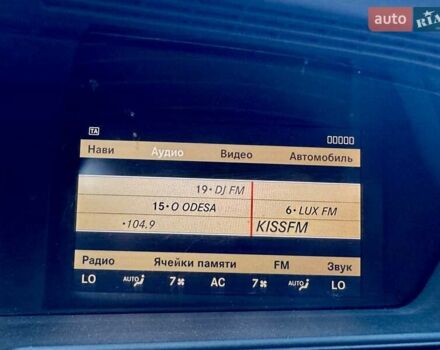 auto RIA
TA
00000
Нави Аудио Видео Автомобиль
19•DJ FM
15•O ODESA 6•LUX FM
•104.9 KISSFM
Радио Ячейки памяти FM Звук
LO AUTO 7 AC 7 AUTO LO